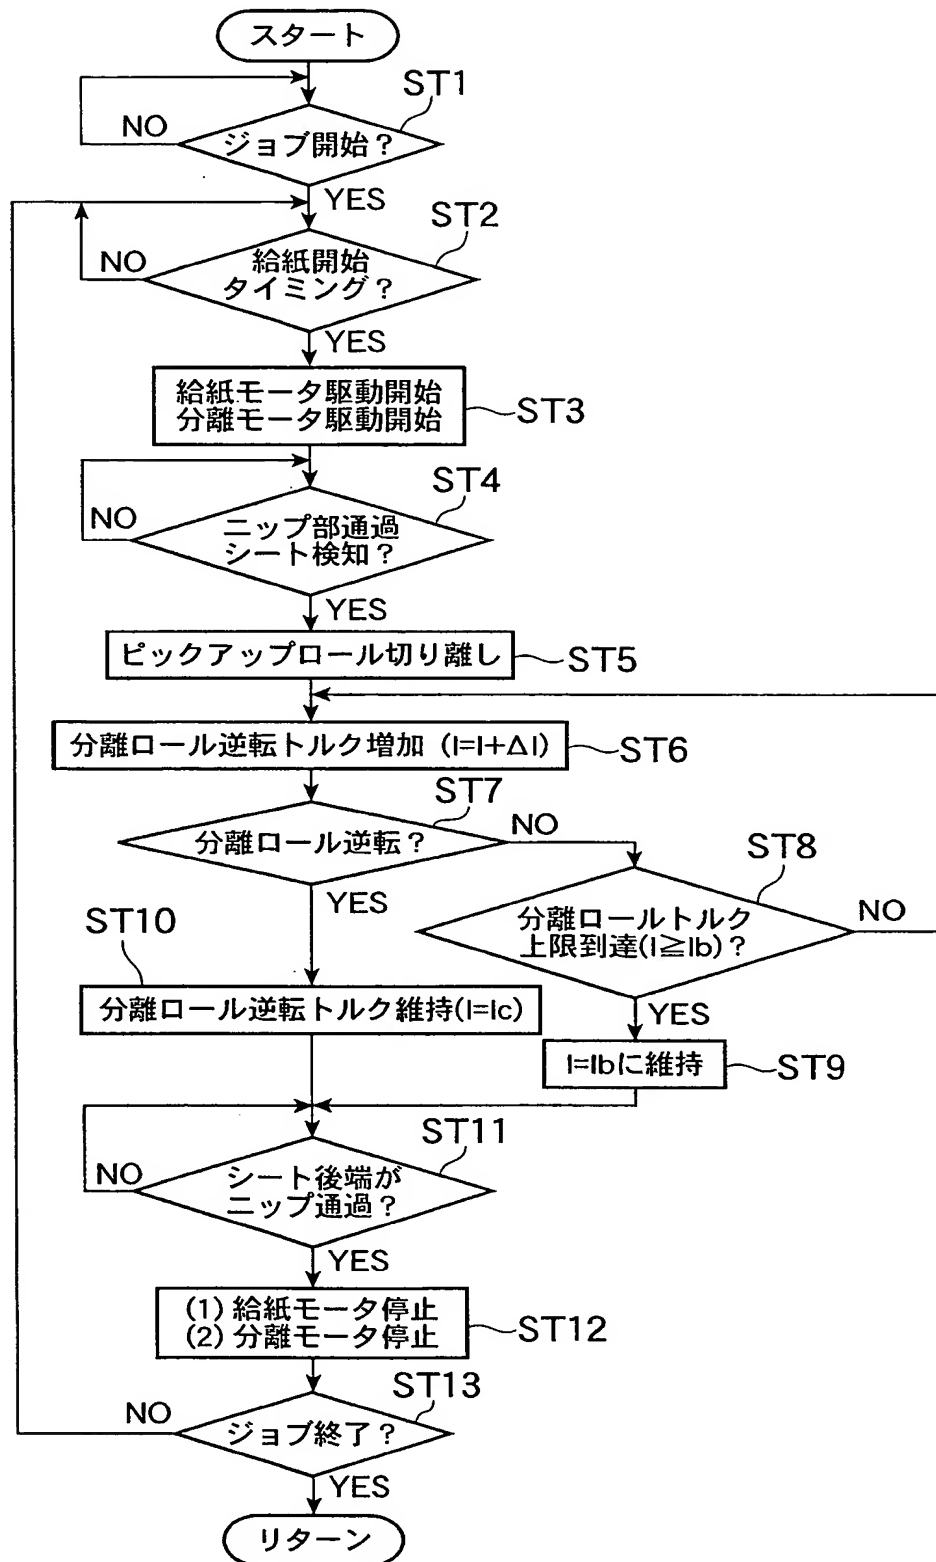 スタート
ST1
NO
ジョブ開始？
YES
ST2
NO
給紙開始
タイミング？
YES
給紙モータ駆動開始
分離モータ駆動開始
ST3
ST4
NO
ニップ部通過
シート検知？
YES
ピックアップロール切り離し
ST5
分離ロール逆転トルク増加 (I=I+ΔI)
ST6
ST7
分離ロール逆転？
NO
YES
ST8
分離ロールトルク
上限到達(I≧Ib)？
NO
YES
ST10
分離ロール逆転トルク維持(I=Ic)
I=Ibに維持
ST9
ST11
NO
シート後端が
ニップ通過？
YES
(1) 給紙モータ停止
(2) 分離モータ停止
ST12
ST13
NO
ジョブ終了？
YES
リターン